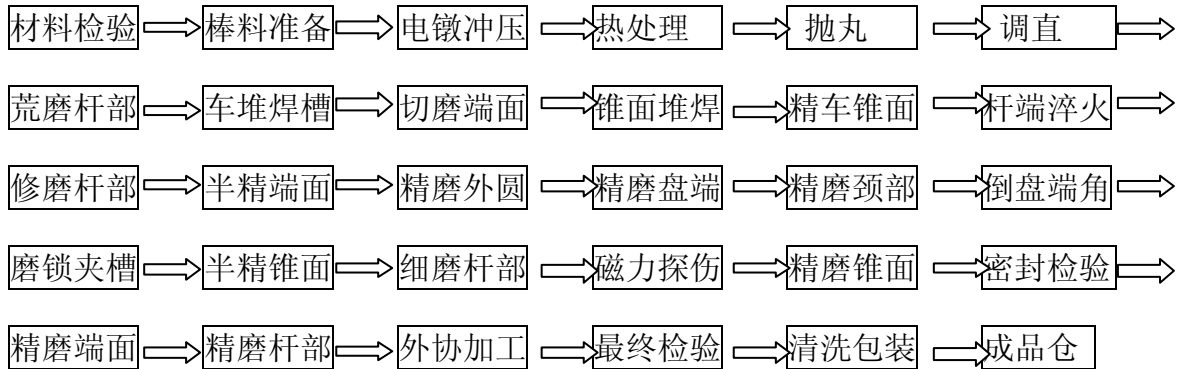 材料检验 棒料准备 电镦冲压 热处理 抛丸 调直
荒磨杆部 车堆焊槽 切磨端面 锥面堆焊 精车锥面 杆端淬火
修磨杆部 半精端面 精磨外圆 精磨盘端 精磨颈部 倒盘端角
磨锁夹槽 半精锥面 细磨杆部 磁力探伤 精磨锥面 密封检验
精磨端面 精磨杆部 外协加工 最终检验 清洗包装 成品仓